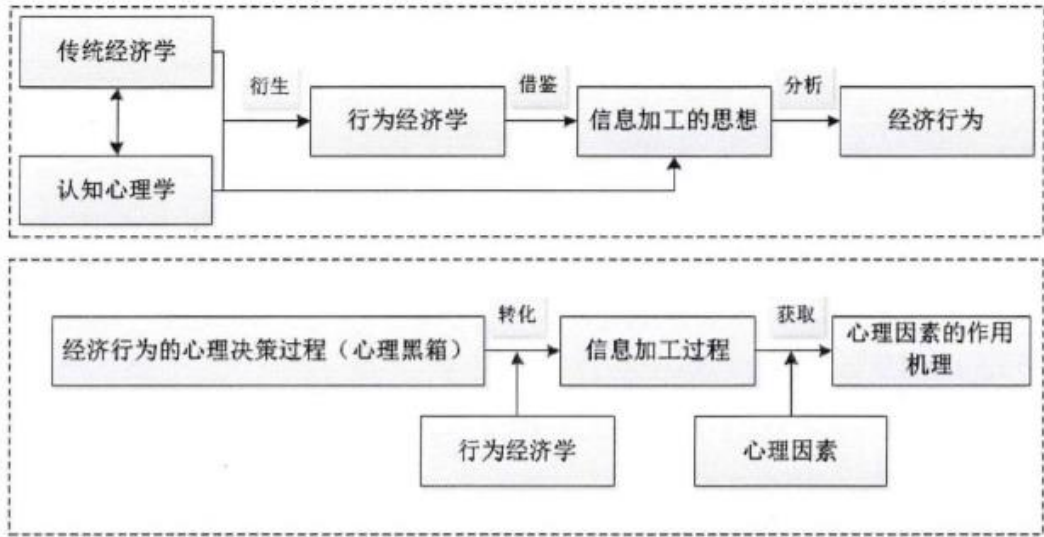 传统经济学
衍生
借鉴
分析
行为经济学
信息加工的思想
经济行为
认知心理学
转化
获取
经济行为的心理决策过程（心理黑箱）
信息加工过程
心理因素的作用
机理
行为经济学
心理因素